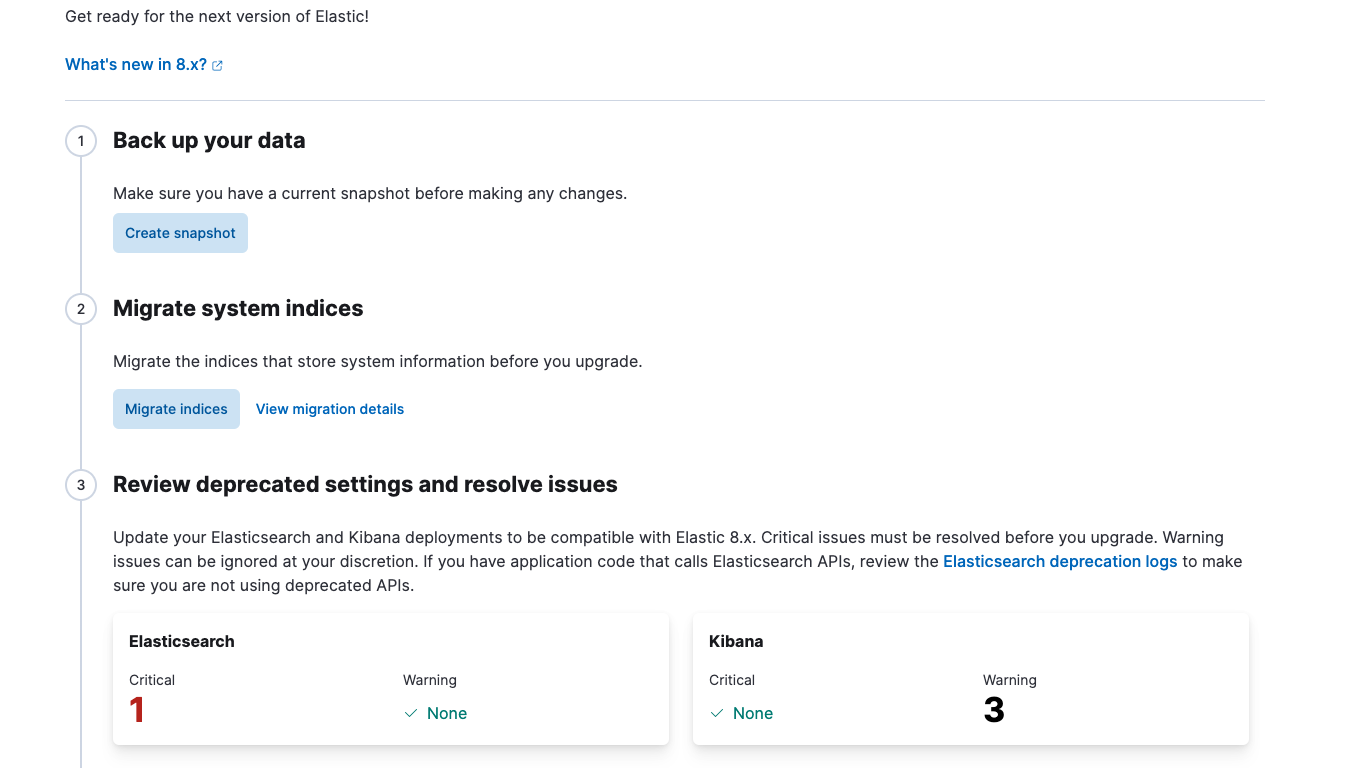 Get ready for the next version of Elastic!
What's new in 8.x?
1
Back up your data
Make sure you have a current snapshot before making any changes.
Create snapshot
2
Migrate system indices
Migrate the indices that store system information before you upgrade.
Migrate indices
View migration details
3
Review deprecated settings and resolve issues
Update your Elasticsearch and Kibana deployments to be compatible with Elastic 8.x. Critical issues must be resolved before you upgrade. Warning
issues can be ignored at your discretion. If you have application code that calls Elasticsearch APIs, review the Elasticsearch deprecation logs to make
sure you are not using deprecated APIs.
Elasticsearch
Critical
1
Warning
None
Kibana
Critical
None
Warning
3